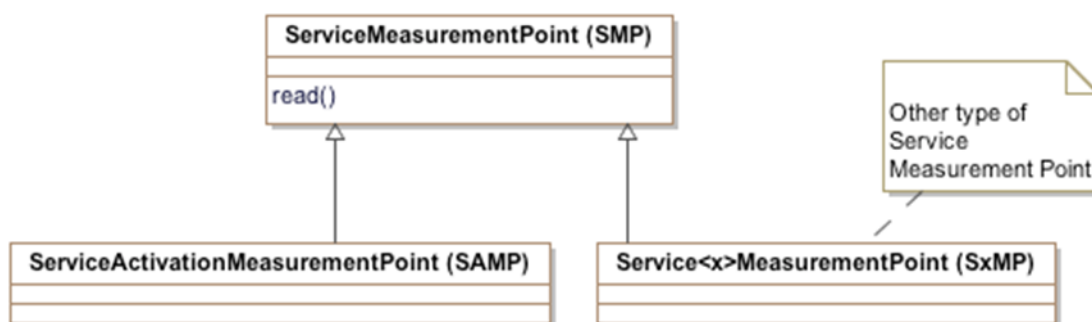 ServiceMeasurementPoint (SMP)
read()
Other type of
Service
Measurement Point
ServiceActivationMeasurementPoint (SAMP)
Service<x>MeasurementPoint (SxMP)